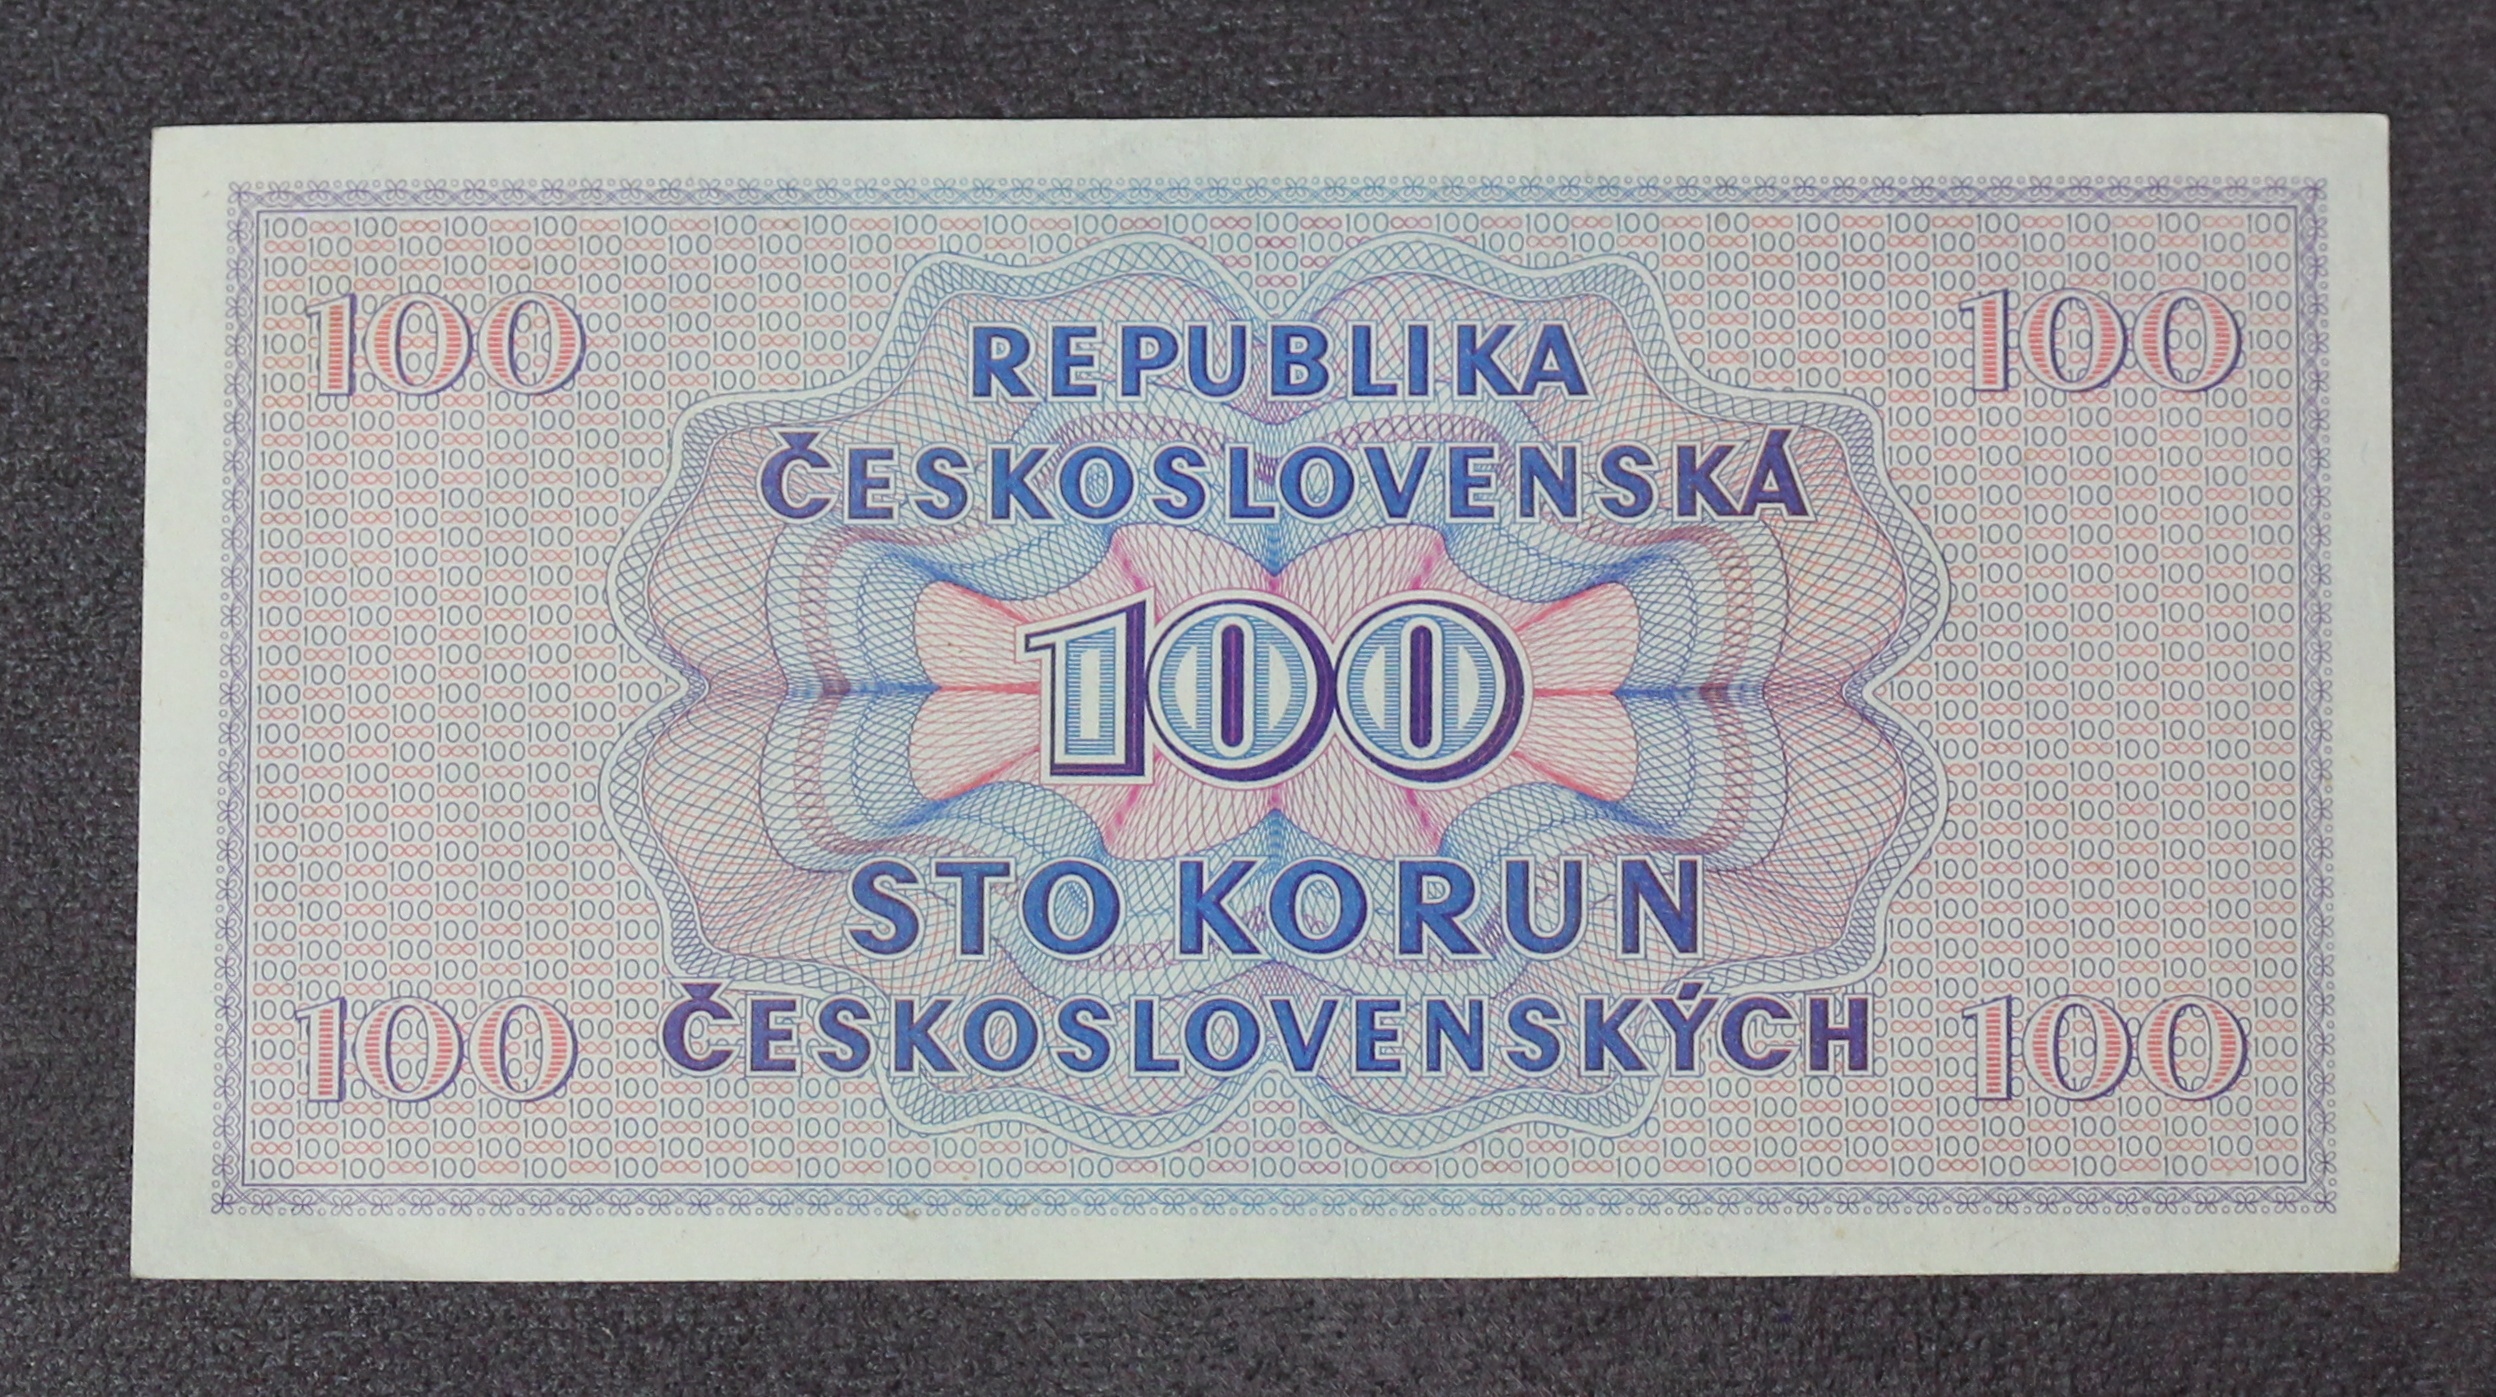 100 100
REPUBLIKA
ČESKOSLOVENSKÁ
100
STO KORUN
ČESKOSLOVENSKÝCH
100 100